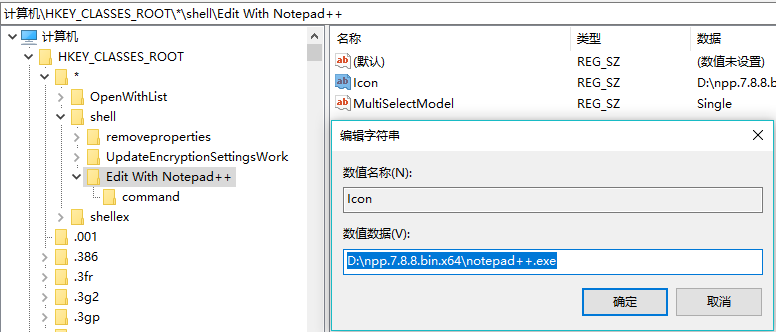 计算机\HKEY_CLASSES_ROOT\*\shell\Edit With Notepad++
计算机
HKEY_CLASSES_ROOT
*
OpenWithList
shell
removeproperties
UpdateEncryptionSettingsWork
Edit With Notepad++
command
shellex
.001
.386
.3fr
.3g2
.3gp
名称 类型 数据
(默认) REG_SZ (数值未设置)
Icon REG_SZ D:\npp.7.8.8.b
MultiSelectModel REG_SZ Single
编辑字符串
数值名称(N):
Icon
数值数据(V):
D:\npp.7.8.8.bin.x64\notepad++.exe
确定 取消